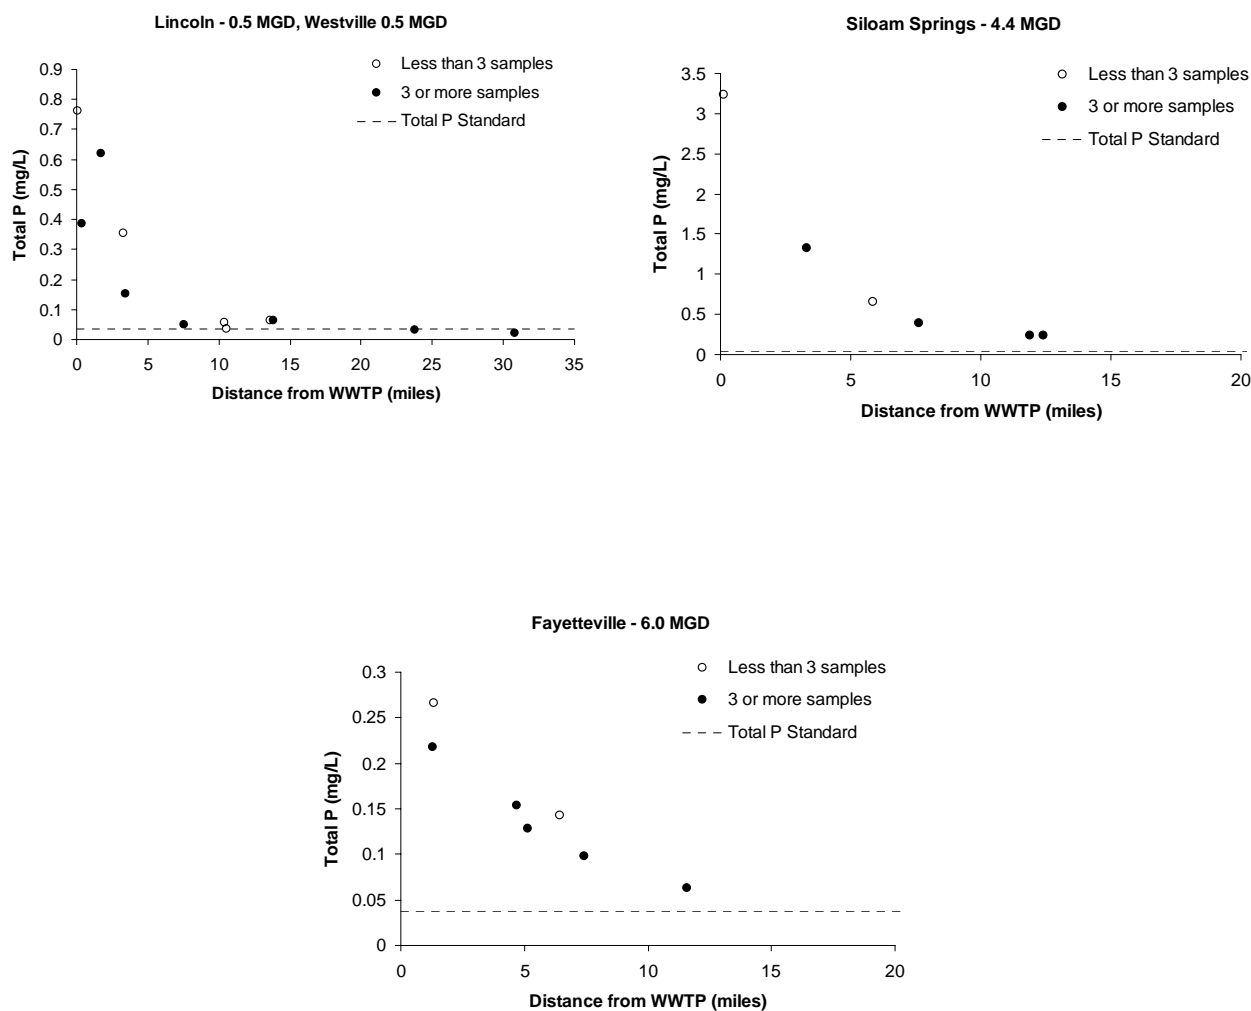 Lincoln - 0.5 MGD, Westville 0.5 MGD
Less than 3 samples
3 or more samples
Total P Standard
Total P (mg/L)
0.9
0.8
0.7
0.6
0.5
0.4
0.3
0.2
0.1
0
0 5 10 15 20 25 30 35
Distance from WWTP (miles)
Siloam Springs - 4.4 MGD
Less than 3 samples
3 or more samples
Total P Standard
Total P (mg/L)
3.5
3
2.5
2
1.5
1
0.5
0
0 5 10 15 20
Distance from WWTP (miles)
Fayetteville - 6.0 MGD
Less than 3 samples
3 or more samples
Total P Standard
Total P (mg/L)
0.3
0.25
0.2
0.15
0.1
0.05
0
0 5 10 15 20
Distance from WWTP (miles)